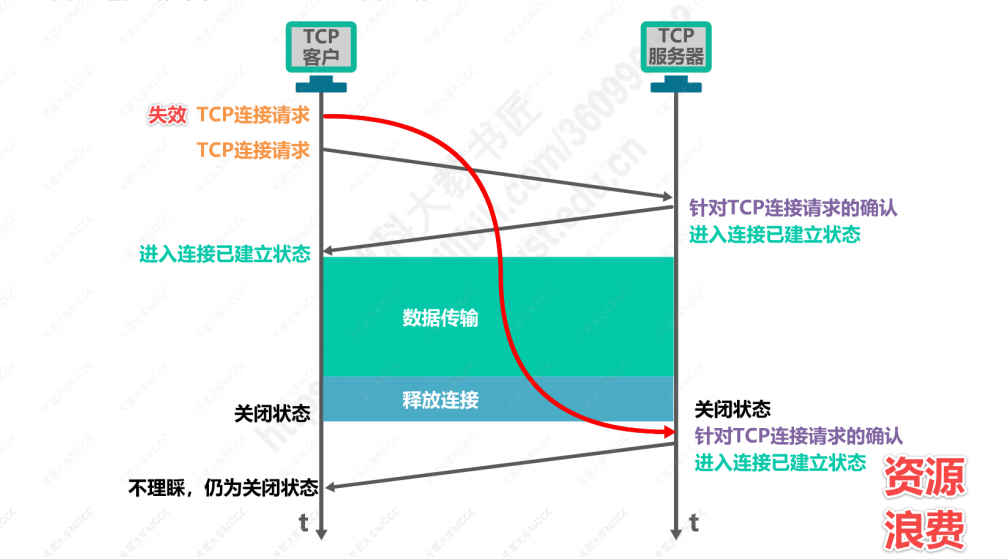 TCP
客户
TCP
服务器
失效 TCP连接请求
TCP连接请求
针对TCP连接请求的确认
进入连接已建立状态
进入连接已建立状态
数据传输
释放连接
关闭状态
关闭状态
针对TCP连接请求的确认
进入连接已建立状态
不理睬，仍为关闭状态
资源
浪费
t
t